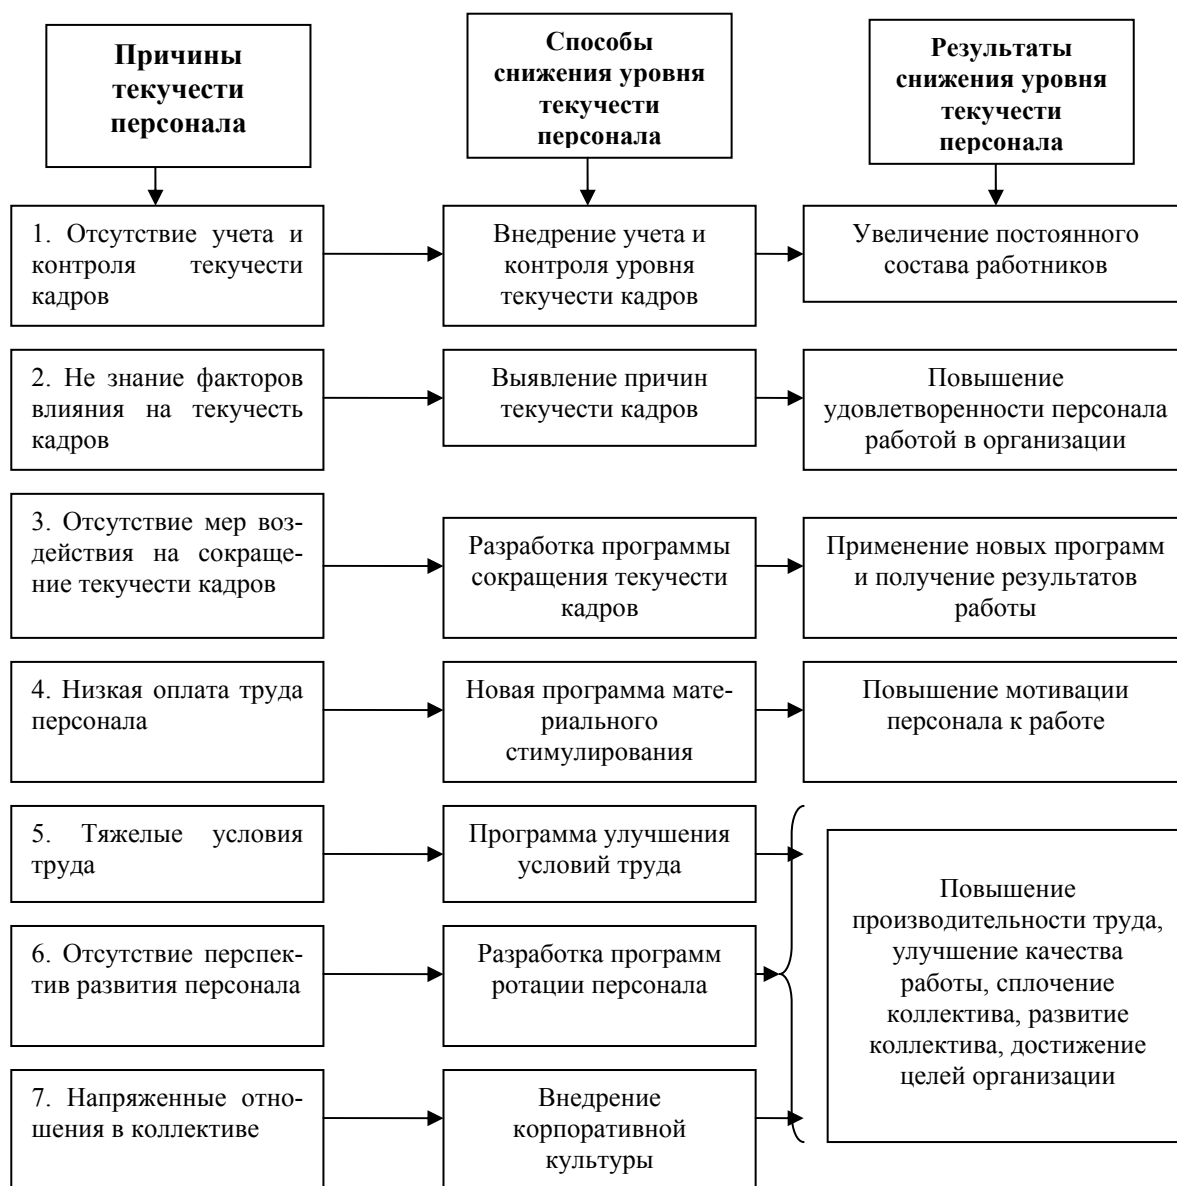 Причины
текучести
персонала
Способы
снижения уровня
текучести
персонала
Результаты
снижения уровня
текучести
персонала
1. Отсутствие учета и
контроля текучести
кадров
Внедрение учета и
контроля уровня
текучести кадров
Увеличение постоянного
состава работников
2. Не знание факторов
влияния на текучесть
кадров
Выявление причин
текучести кадров
Повышение
удовлетворенности персонала
работой в организации
3. Отсутствие мер воз-
действия на сокраще-
ние текучести кадров
Разработка программы
сокращения текучести
кадров
Применение новых программ
и получение результатов
работы
4. Низкая оплата труда
персонала
Новая программа мате-
риального
стимулирования
Повышение мотивации
персонала к работе
5. Тяжелые условия
труда
Программа улучшения
условий труда
6. Отсутствие перспек-
тив развития персонала
Разработка программ
ротации персонала
Повышение
производительности труда,
улучшение качества
работы, сплочение
коллектива, развитие
коллектива, достижение
целей организации
7. Напряженные отно-
шения в коллективе
Внедрение
корпоративной
культуры